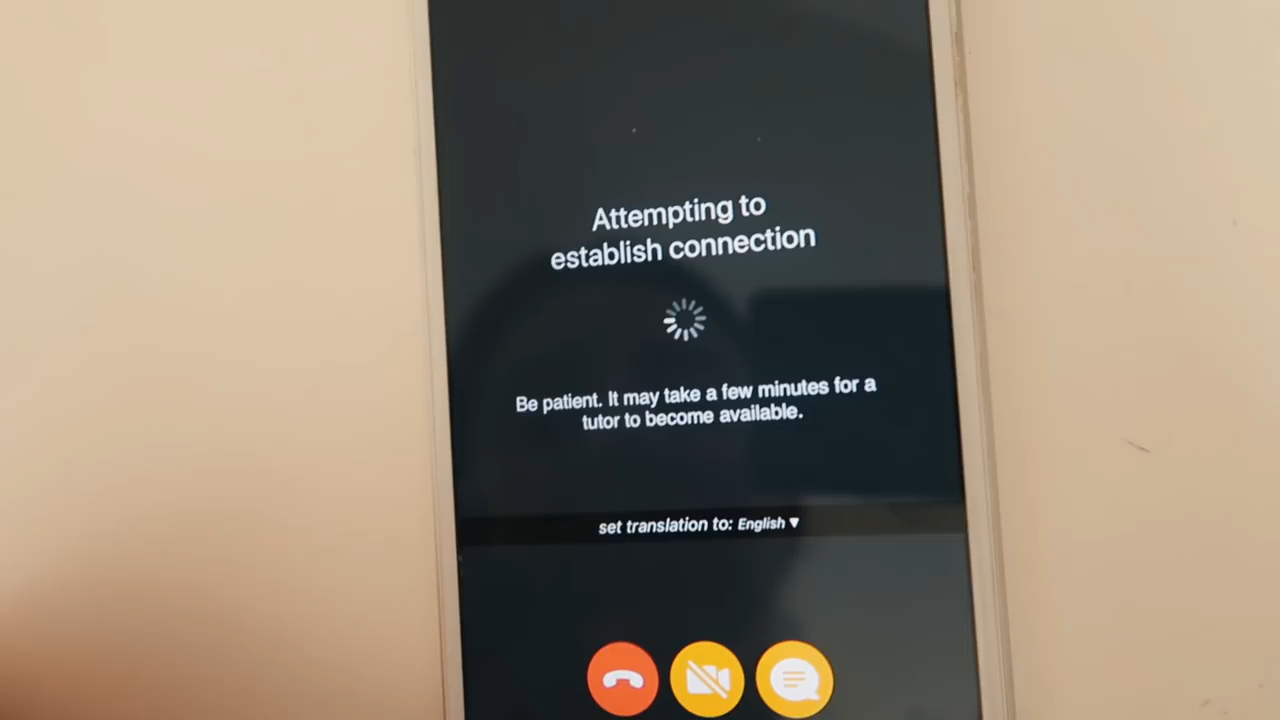 Attempting to
establish connection
Be patient. It may take a few minutes for a
tutor to become available.
set translation to: English ▼